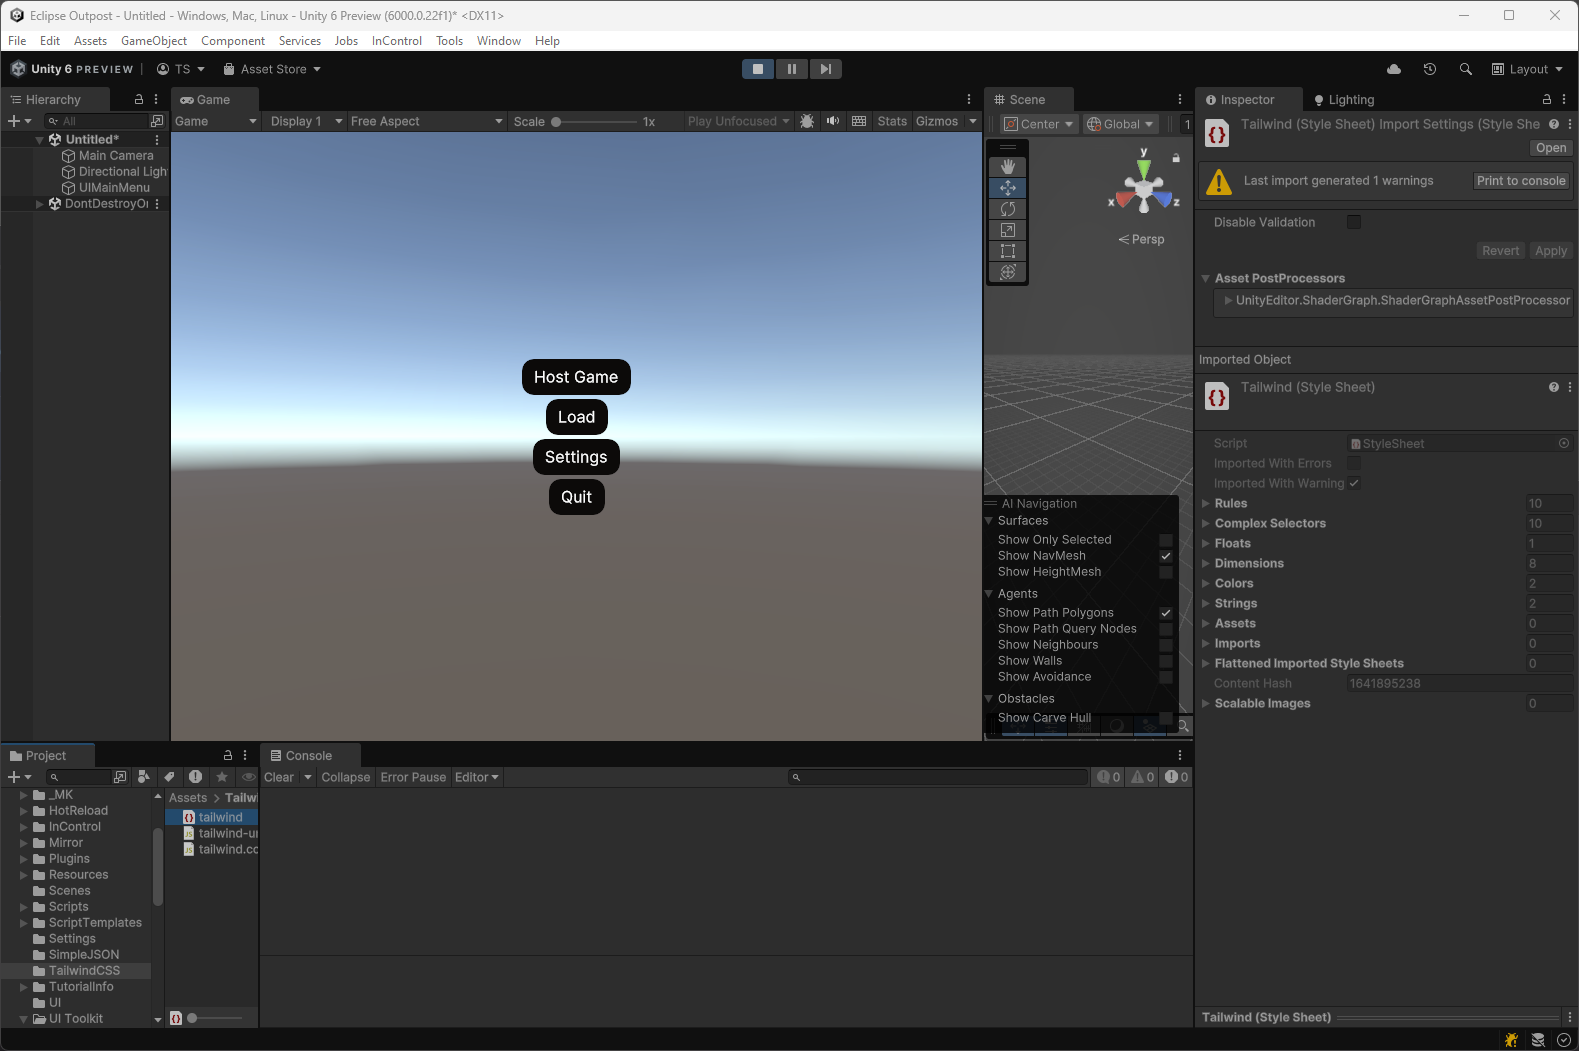 Eclipse Outpost - Untitled - Windows, Mac, Linux - Unity 6 Preview (6000.0.22f1)* <DX11>
File Edit Assets GameObject Component Services Jobs InControl Tools Window Help
Unity 6 PREVIEW TS Asset Store Layout
Hierarchy
All
Untitled*
Main Camera
Directional Ligh
UIMainMenu
DontDestroyO
Game
Game Display 1 Free Aspect Scale 1x Play Unfocused Stats Gizmos
Host Game
Load
Settings
Quit
Scene
Center Global 1
y
x
z
Persp
AI Navigation
Surfaces
Show Only Selected
Show NavMesh
Show HeightMesh
Agents
Show Path Polygons
Show Path Query Nodes
Show Neighbours
Show Walls
Show Avoidance
Obstacles
Show Carve Hull
Inspector Lighting
Tailwind (Style Sheet) Import Settings (Style She
Open
Last import generated 1 warnings Print to console
Disable Validation
Revert Apply
Asset PostProcessors
UnityEditor.ShaderGraph.ShaderGraphAssetPostProcessor
Imported Object
Tailwind (Style Sheet)
Script StyleSheet
Imported With Errors
Imported With Warning
Rules 10
Complex Selectors 10
Floats 1
Dimensions 8
Colors 2
Strings 2
Assets 0
Imports 0
Flattened Imported Style Sheets 0
Content Hash 1641895238
Scalable Images 0
Tailwind (Style Sheet)
Project
_MK
HotReload
InControl
Mirror
Plugins
Resources
Scenes
Scripts
ScriptTemplates
Settings
SimpleJSON
TailwindCSS
TutorialInfo
UI
UI Toolkit
Assets > Tailw
tailwind
tailwind-u
tailwind.co
Console
Clear Collapse Error Pause Editor 0 0 0